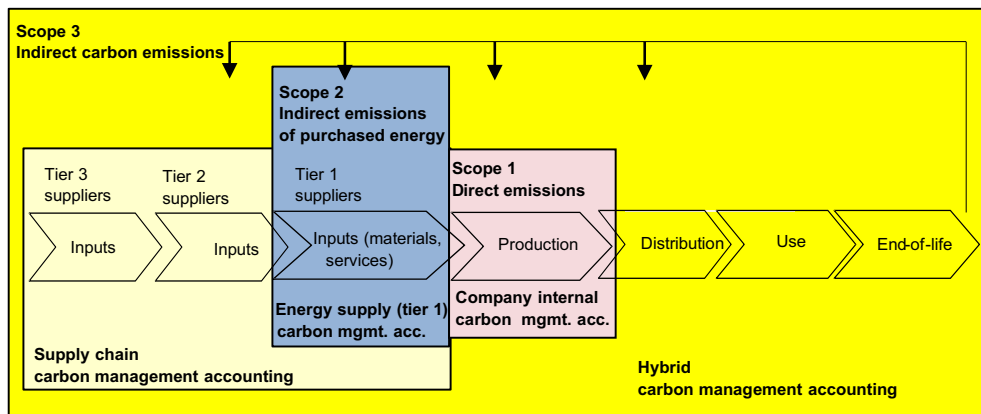 Scope 3
Indirect carbon emissions
Scope 2
Indirect emissions
of purchased energy
Scope 1
Direct emissions
Tier 3
suppliers
Tier 2
suppliers
Tier 1
suppliers
Inputs
Inputs
Inputs (materials,
services)
Production
Distribution
Use
End-of-life
Energy supply (tier 1)
carbon mgmt. acc.
Company internal
carbon mgmt. acc.
Supply chain
carbon management accounting
Hybrid
carbon management accounting